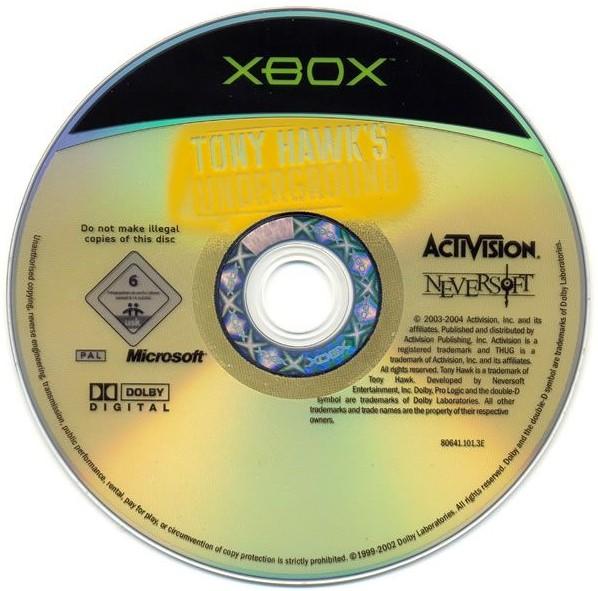 XBOX™
TONY HAWK'S
UNDERGROUND
Do not make illegal
copies of this disc
6
usk
PAL
Microsoft®
DOLBY
DIGITAL
ACTIVISION.
NEVERSOFT
© 2003-2004 Activision, Inc. and its
affiliates. Published and distributed by
Activision Publishing, Inc. Activision is a
registered trademark and THUG is a
trademark of Activision, Inc. and its affiliates.
All rights reserved. Tony Hawk is a trademark of
Tony Hawk. Developed by Neversoft
Entertainment, Inc. Dolby, Pro Logic and the double-D
symbol are trademarks of Dolby Laboratories. All other
trademarks and trade names are the property of their respective
owners.
80641.101.3E
XBOX
Unauthorised copying, reverse engineering, transmission, public performance, rental, pay for play, or circumvention of copy protection is strictly prohibited. ©1999-2002 Dolby Laboratories. All rights reserved. Dolby and the double-D symbol are trademarks of Dolby Laboratories.